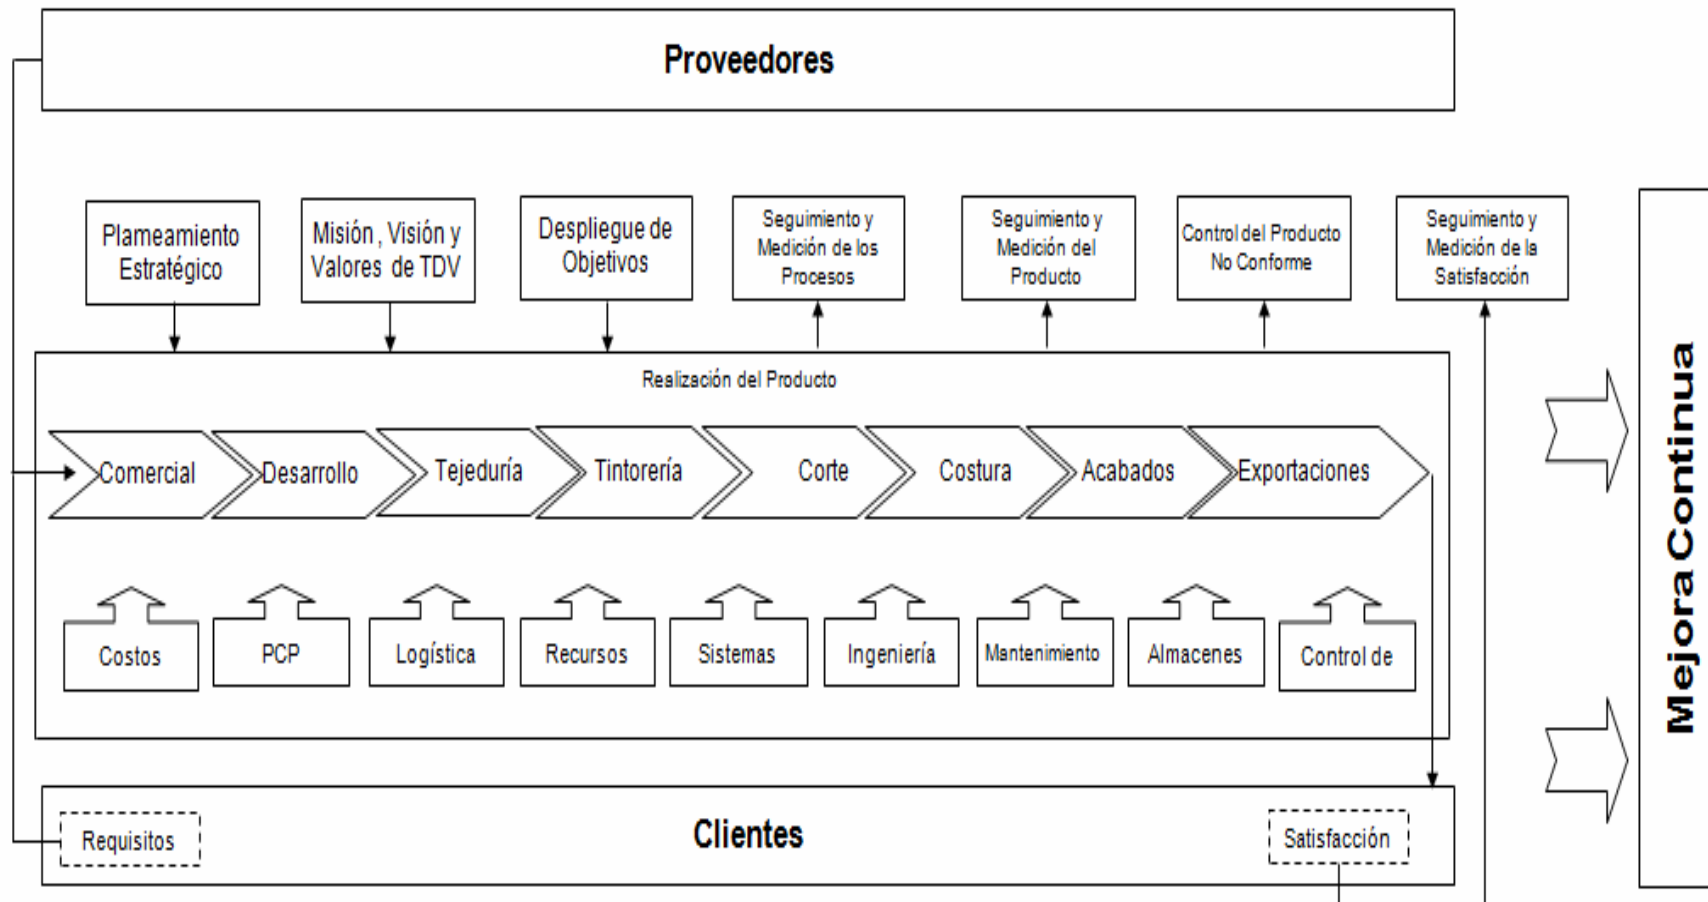 Proveedores
Plameamiento
Estratégico
Misión, Visión y
Valores de TDV
Despliegue de
Objetivos
Seguimiento y
Medición de los
Procesos
Seguimiento y
Medición del
Producto
Control del Producto
No Conforme
Seguimiento y
Medición de la
Satisfacción
Realización del Producto
Comercial
Desarrollo
Tejeduría
Tintorería
Corte
Costura
Acabados
Exportaciones
Costos
PCP
Logística
Recursos
Sistemas
Ingeniería
Mantenimiento
Almacenes
Control de
Requisitos
Clientes
Satisfacción
Mejora Continua